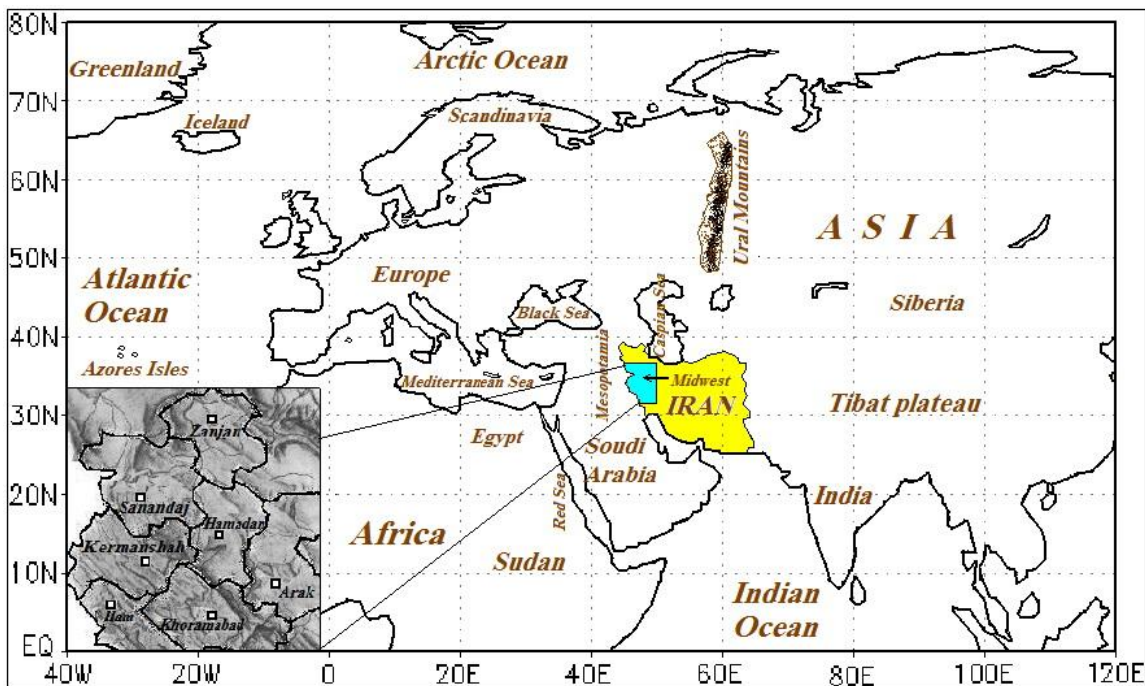 80N
Greenland
Arctic Ocean
70N
Iceland
Scandinavia
60N
Ural Mountains
A S I A
50N
Atlantic
Ocean
Europe
Black Sea
Caspian Sea
Siberia
40N
Azores Isles
Mediterranean Sea
Mesopotamia
Midwest
IRAN
Tibat plateau
30N
Egypt
Soudi
Arabia
Red Sea
India
20N
Africa
Sudan
10N
Indian
Ocean
EQ
Zanjan
Sanandaj
Hamadan
Kermanshah
Arak
Ilam
Khoramabad
40W 20W 0 20E 40E 60E 80E 100E 120E